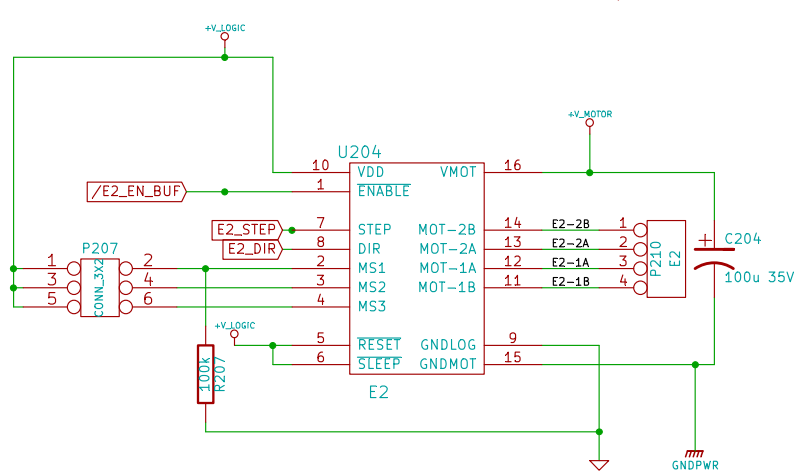 +V_LOGIC
+V_MOTOR
U204
10 VDD VMOT 16
/E2_EN_BUF 1 ENABLE
E2_STEP 7 STEP MOT-2B 14 E2-2B 1
E2_DIR 8 DIR MOT-2A 13 E2-2A 2
2 MS1 MOT-1A 12 E2-1A 3
3 MS2 MOT-1B 11 E2-1B 4
4 MS3
P207
CONN_3X2
1 2
3 4
5 6
P210
E2
C204
100u 35V
+V_LOGIC
5 RESET GNDLOG 9
6 SLEEP GNDMOT 15
100k
R207
E2
GNDPWR